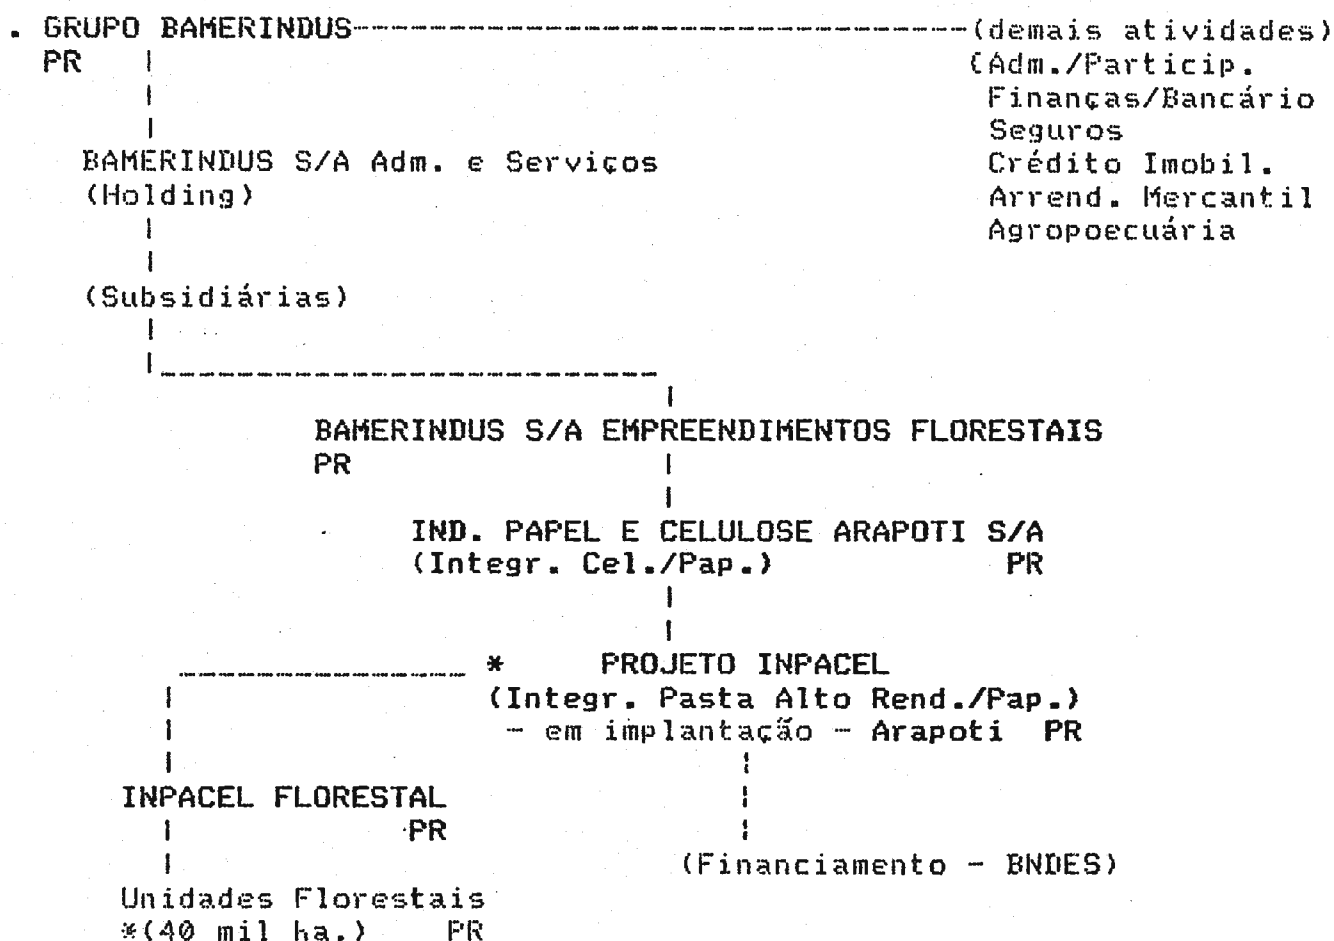 . GRUPO BAMERINDUS (demais atividades)
PR (Adm./Particip.
Finanças/Bancário
Seguros
BAMERINDUS S/A Adm. e Serviços Crédito Imobil.
(Holding) Arrend. Mercantil
Agropoecuária
(Subsidiárias)
BAMERINDUS S/A EMPREENDIMENTOS FLORESTAIS
PR
IND. PAPEL E CELULOSE ARAPOTI S/A
(Integr. Cel./Pap.) PR
* PROJETO INPACEL
(Integr. Pasta Alto Rend./Pap.)
- em implantação - Arapoti PR
INPACEL FLORESTAL
PR
(Financiamento - BNDES)
Unidades Florestais
*(40 mil ha.) PR